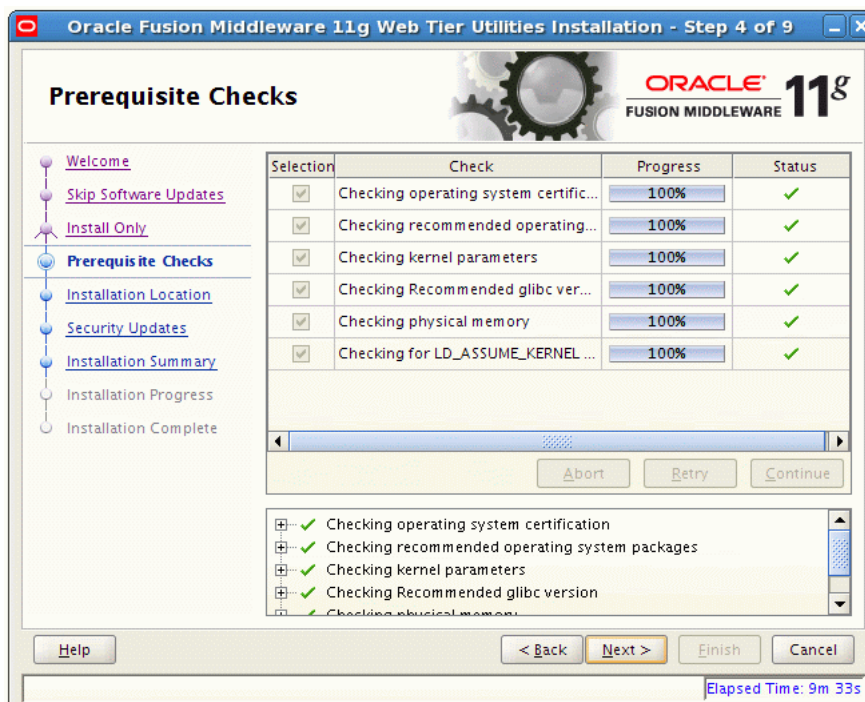 Oracle Fusion Middleware 11g Web Tier Utilities Installation - Step 4 of 9
Prerequisite Checks
ORACLE
FUSION MIDDLEWARE 11g
Welcome
Skip Software Updates
Install Only
Prerequisite Checks
Installation Location
Security Updates
Installation Summary
Installation Progress
Installation Complete
Selection Check Progress Status
Checking operating system certific... 100%
Checking recommended operating... 100%
Checking kernel parameters 100%
Checking Recommended glibc ver... 100%
Checking physical memory 100%
Checking for LD_ASSUME_KERNEL ... 100%
Abort Retry Continue
Checking operating system certification
Checking recommended operating system packages
Checking kernel parameters
Checking Recommended glibc version
Checking physical memory
Help < Back Next > Finish Cancel
Elapsed Time: 9m 33s